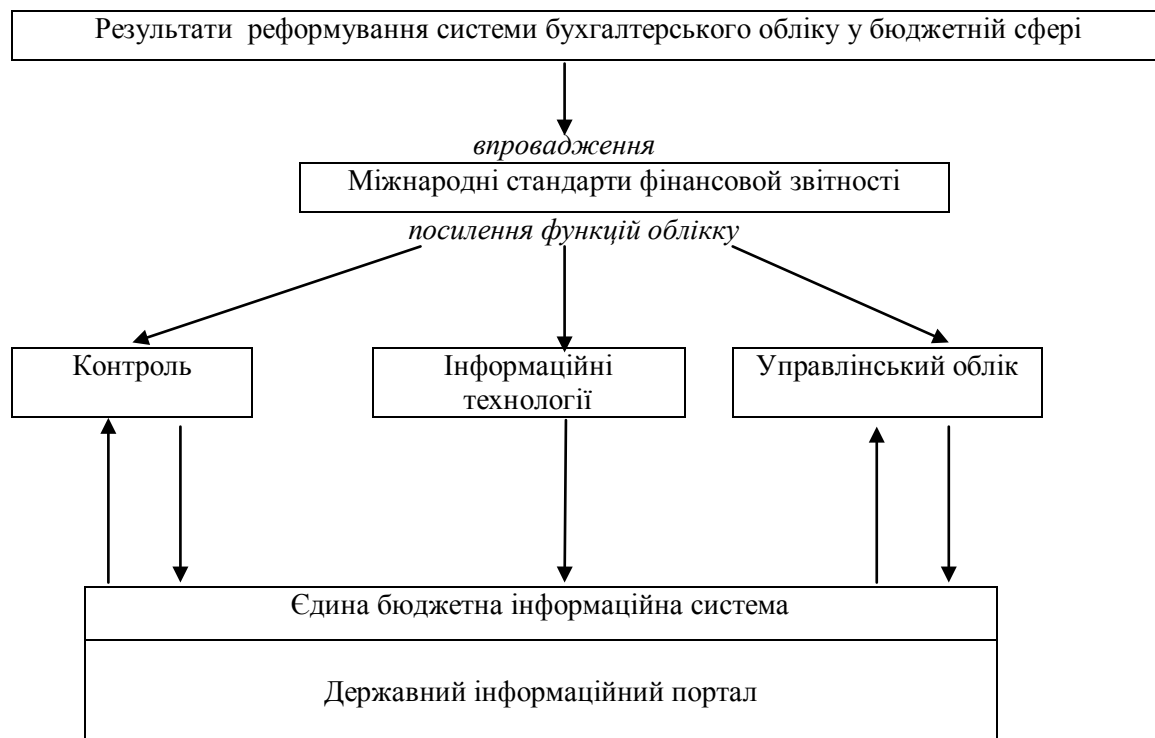 Результати реформування системи бухгалтерського обліку у бюджетній сфері
впровадження
Міжнародні стандарти фінансовой звітності
посилення функцій облікку
Контроль
Інформаційні
технології
Управлінський облік
Єдина бюджетна інформаційна система
Державний інформаційний портал